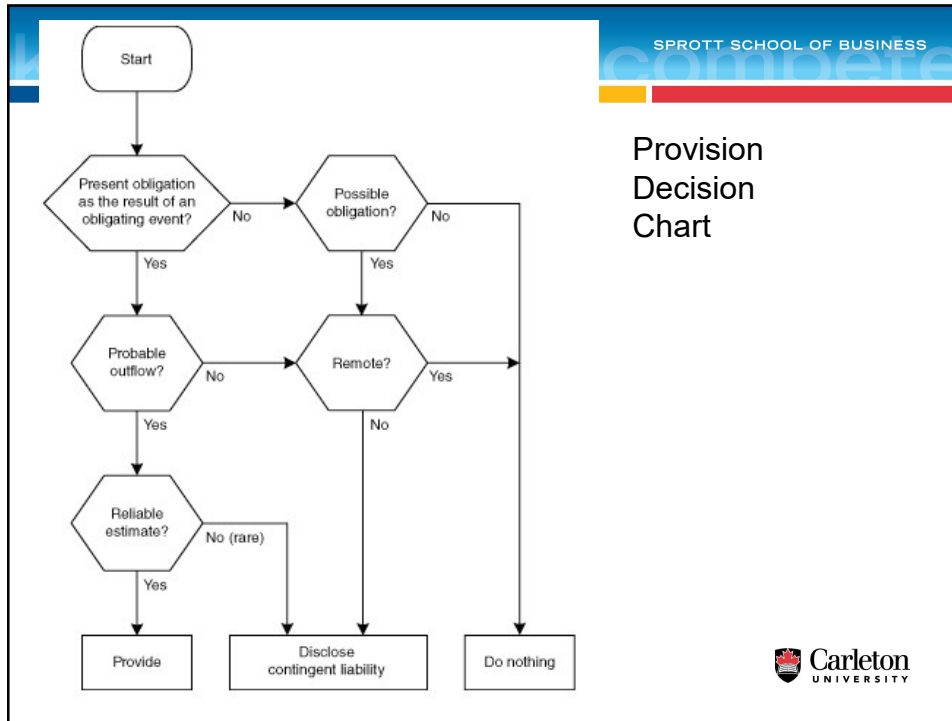 SPROTT SCHOOL OF BUSINESS
compete
Provision
Decision
Chart
Start
Present obligation
as the result of an
obligating event?
No
Possible
obligation?
No
Yes
Yes
Probable
outflow?
No
Remote?
Yes
Yes
No
Reliable
estimate?
No (rare)
Yes
Provide
Disclose
contingent liability
Do nothing
Carleton
UNIVERSITY